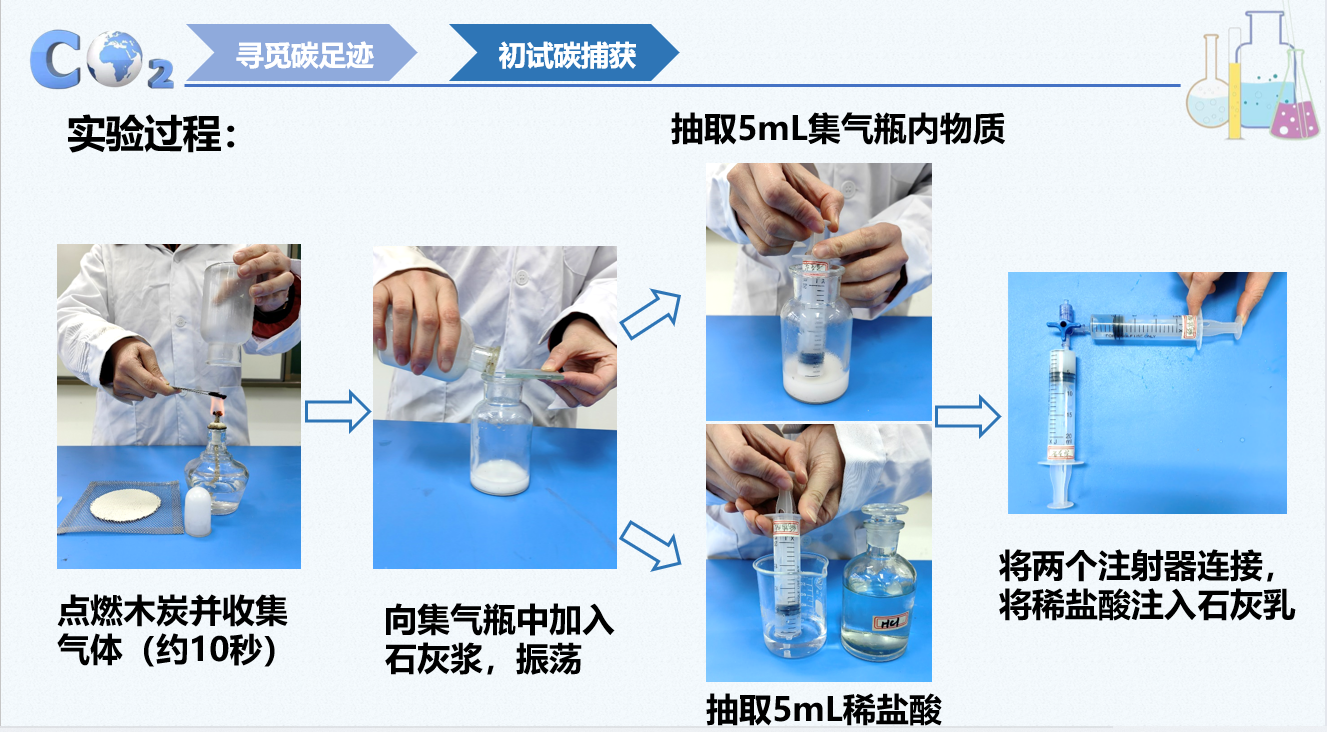 CO2
寻觅碳足迹
初试碳捕获
实验过程：
抽取5mL集气瓶内物质
点燃木炭并收集
气体（约10秒）
向集气瓶中加入
石灰浆，振荡
HCl
抽取5mL稀盐酸
将两个注射器连接，
将稀盐酸注入石灰乳